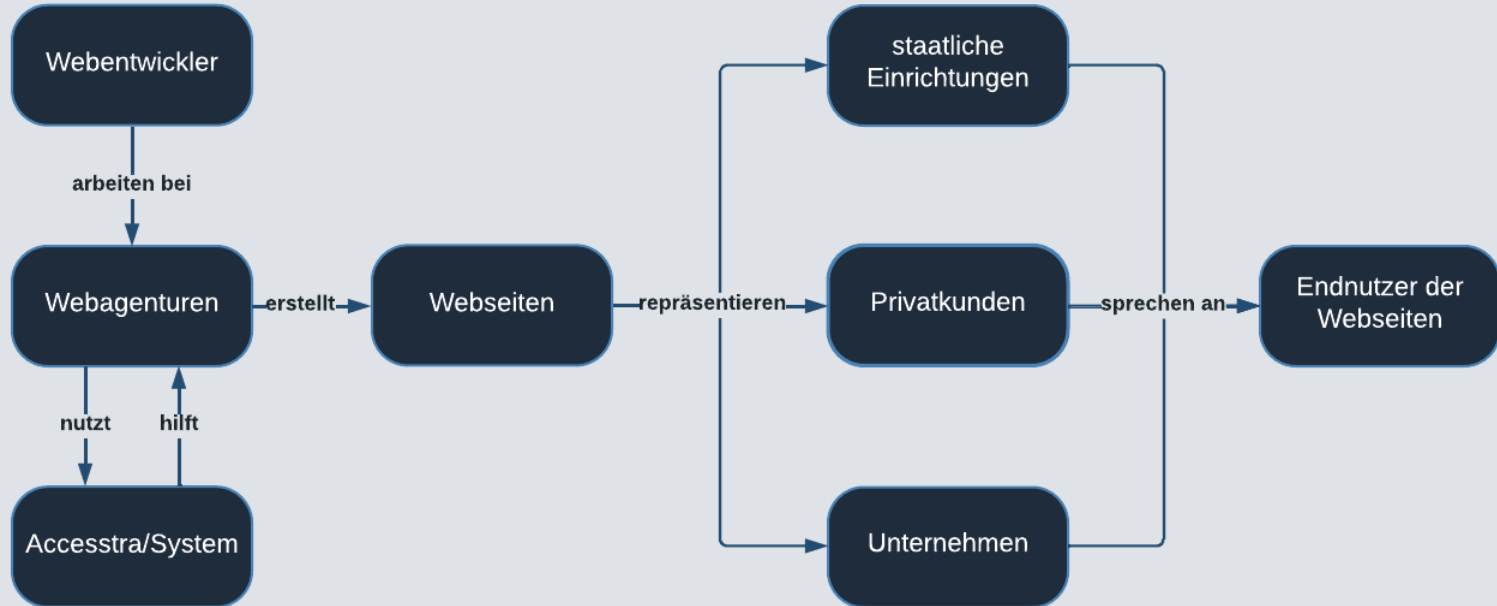 Webentwickler
staatliche
Einrichtungen
arbeiten bei
Webagenturen
erstellt
Webseiten
repräsentieren
Privatkunden
sprechen an
Endnutzer der
Webseiten
nutzt
hilft
Accesstra/System
Unternehmen